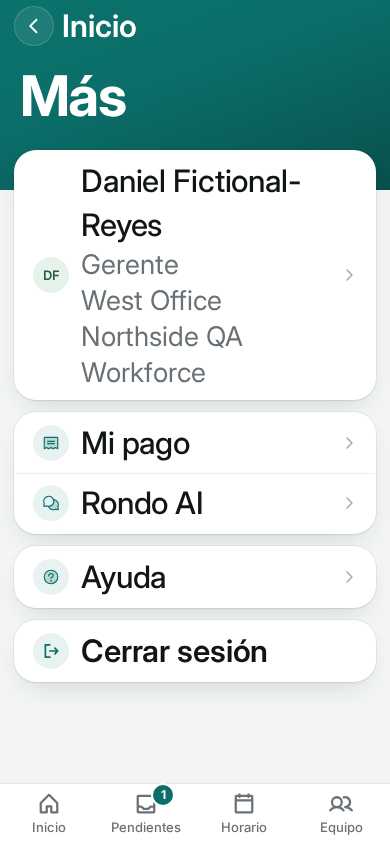 Inicio
Más
Daniel Fictional-
Reyes
DF
Gerente
West Office
Northside QA
Workforce
Mi pago
Rondo AI
Ayuda
Cerrar sesión
1
Inicio
Pendientes
Horario
Equipo